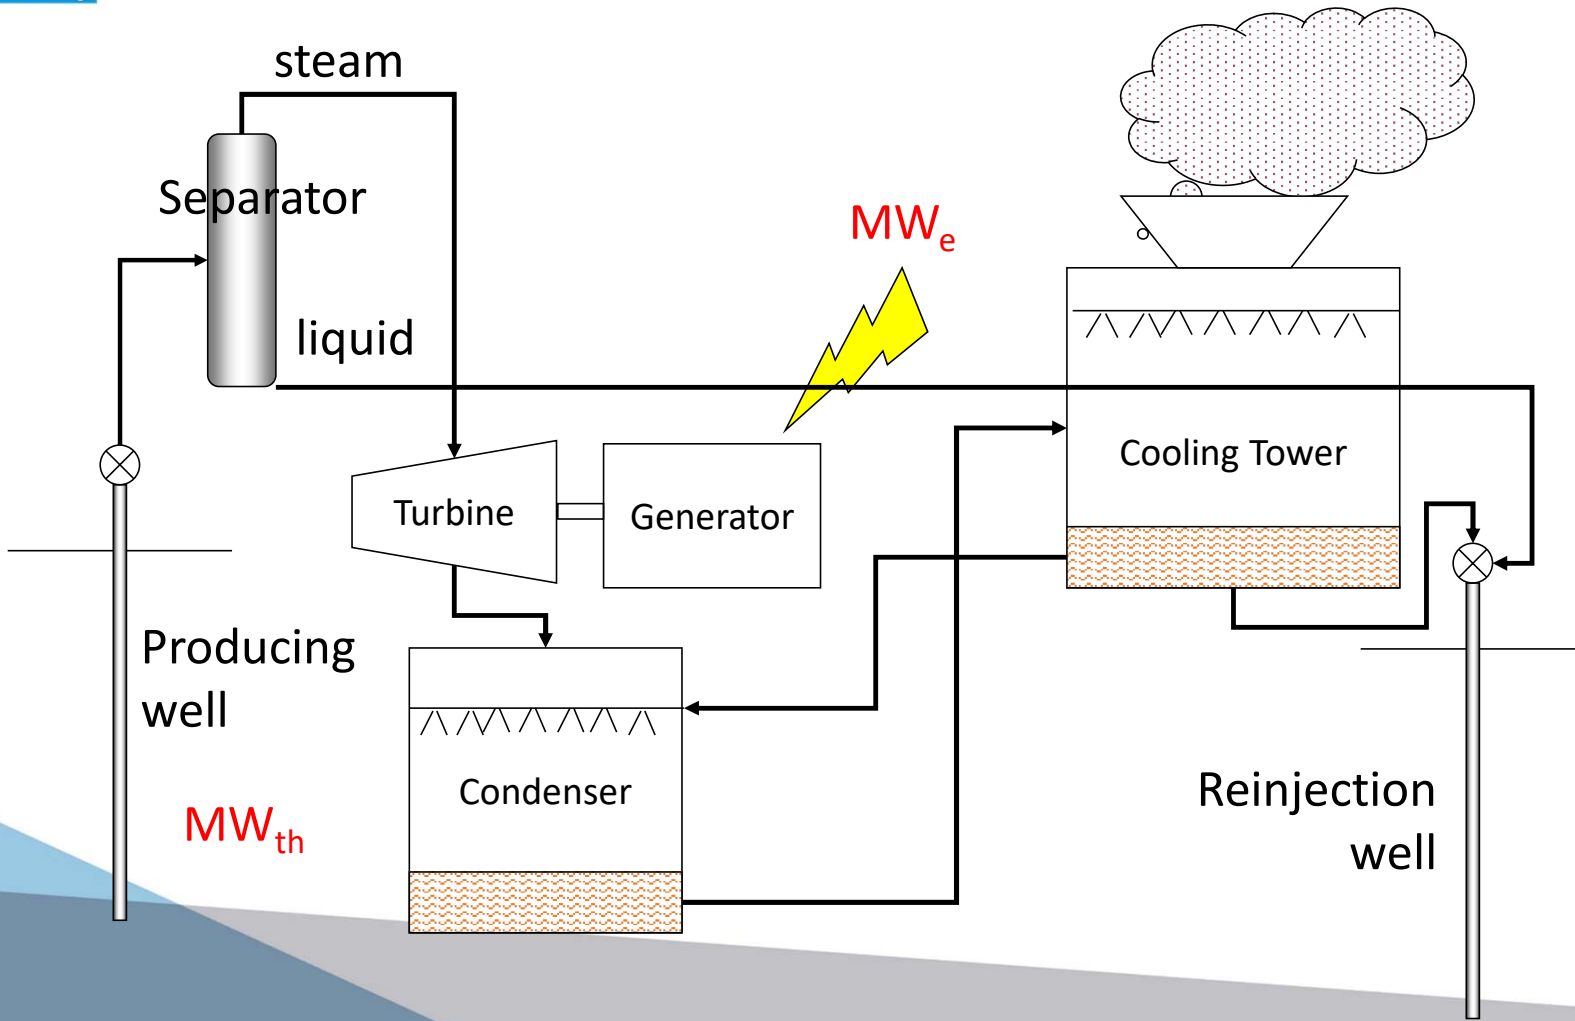 steam
Separator
MWe
liquid
Cooling Tower
Turbine
Generator
Producing
well
Condenser
Reinjection
well
MWth